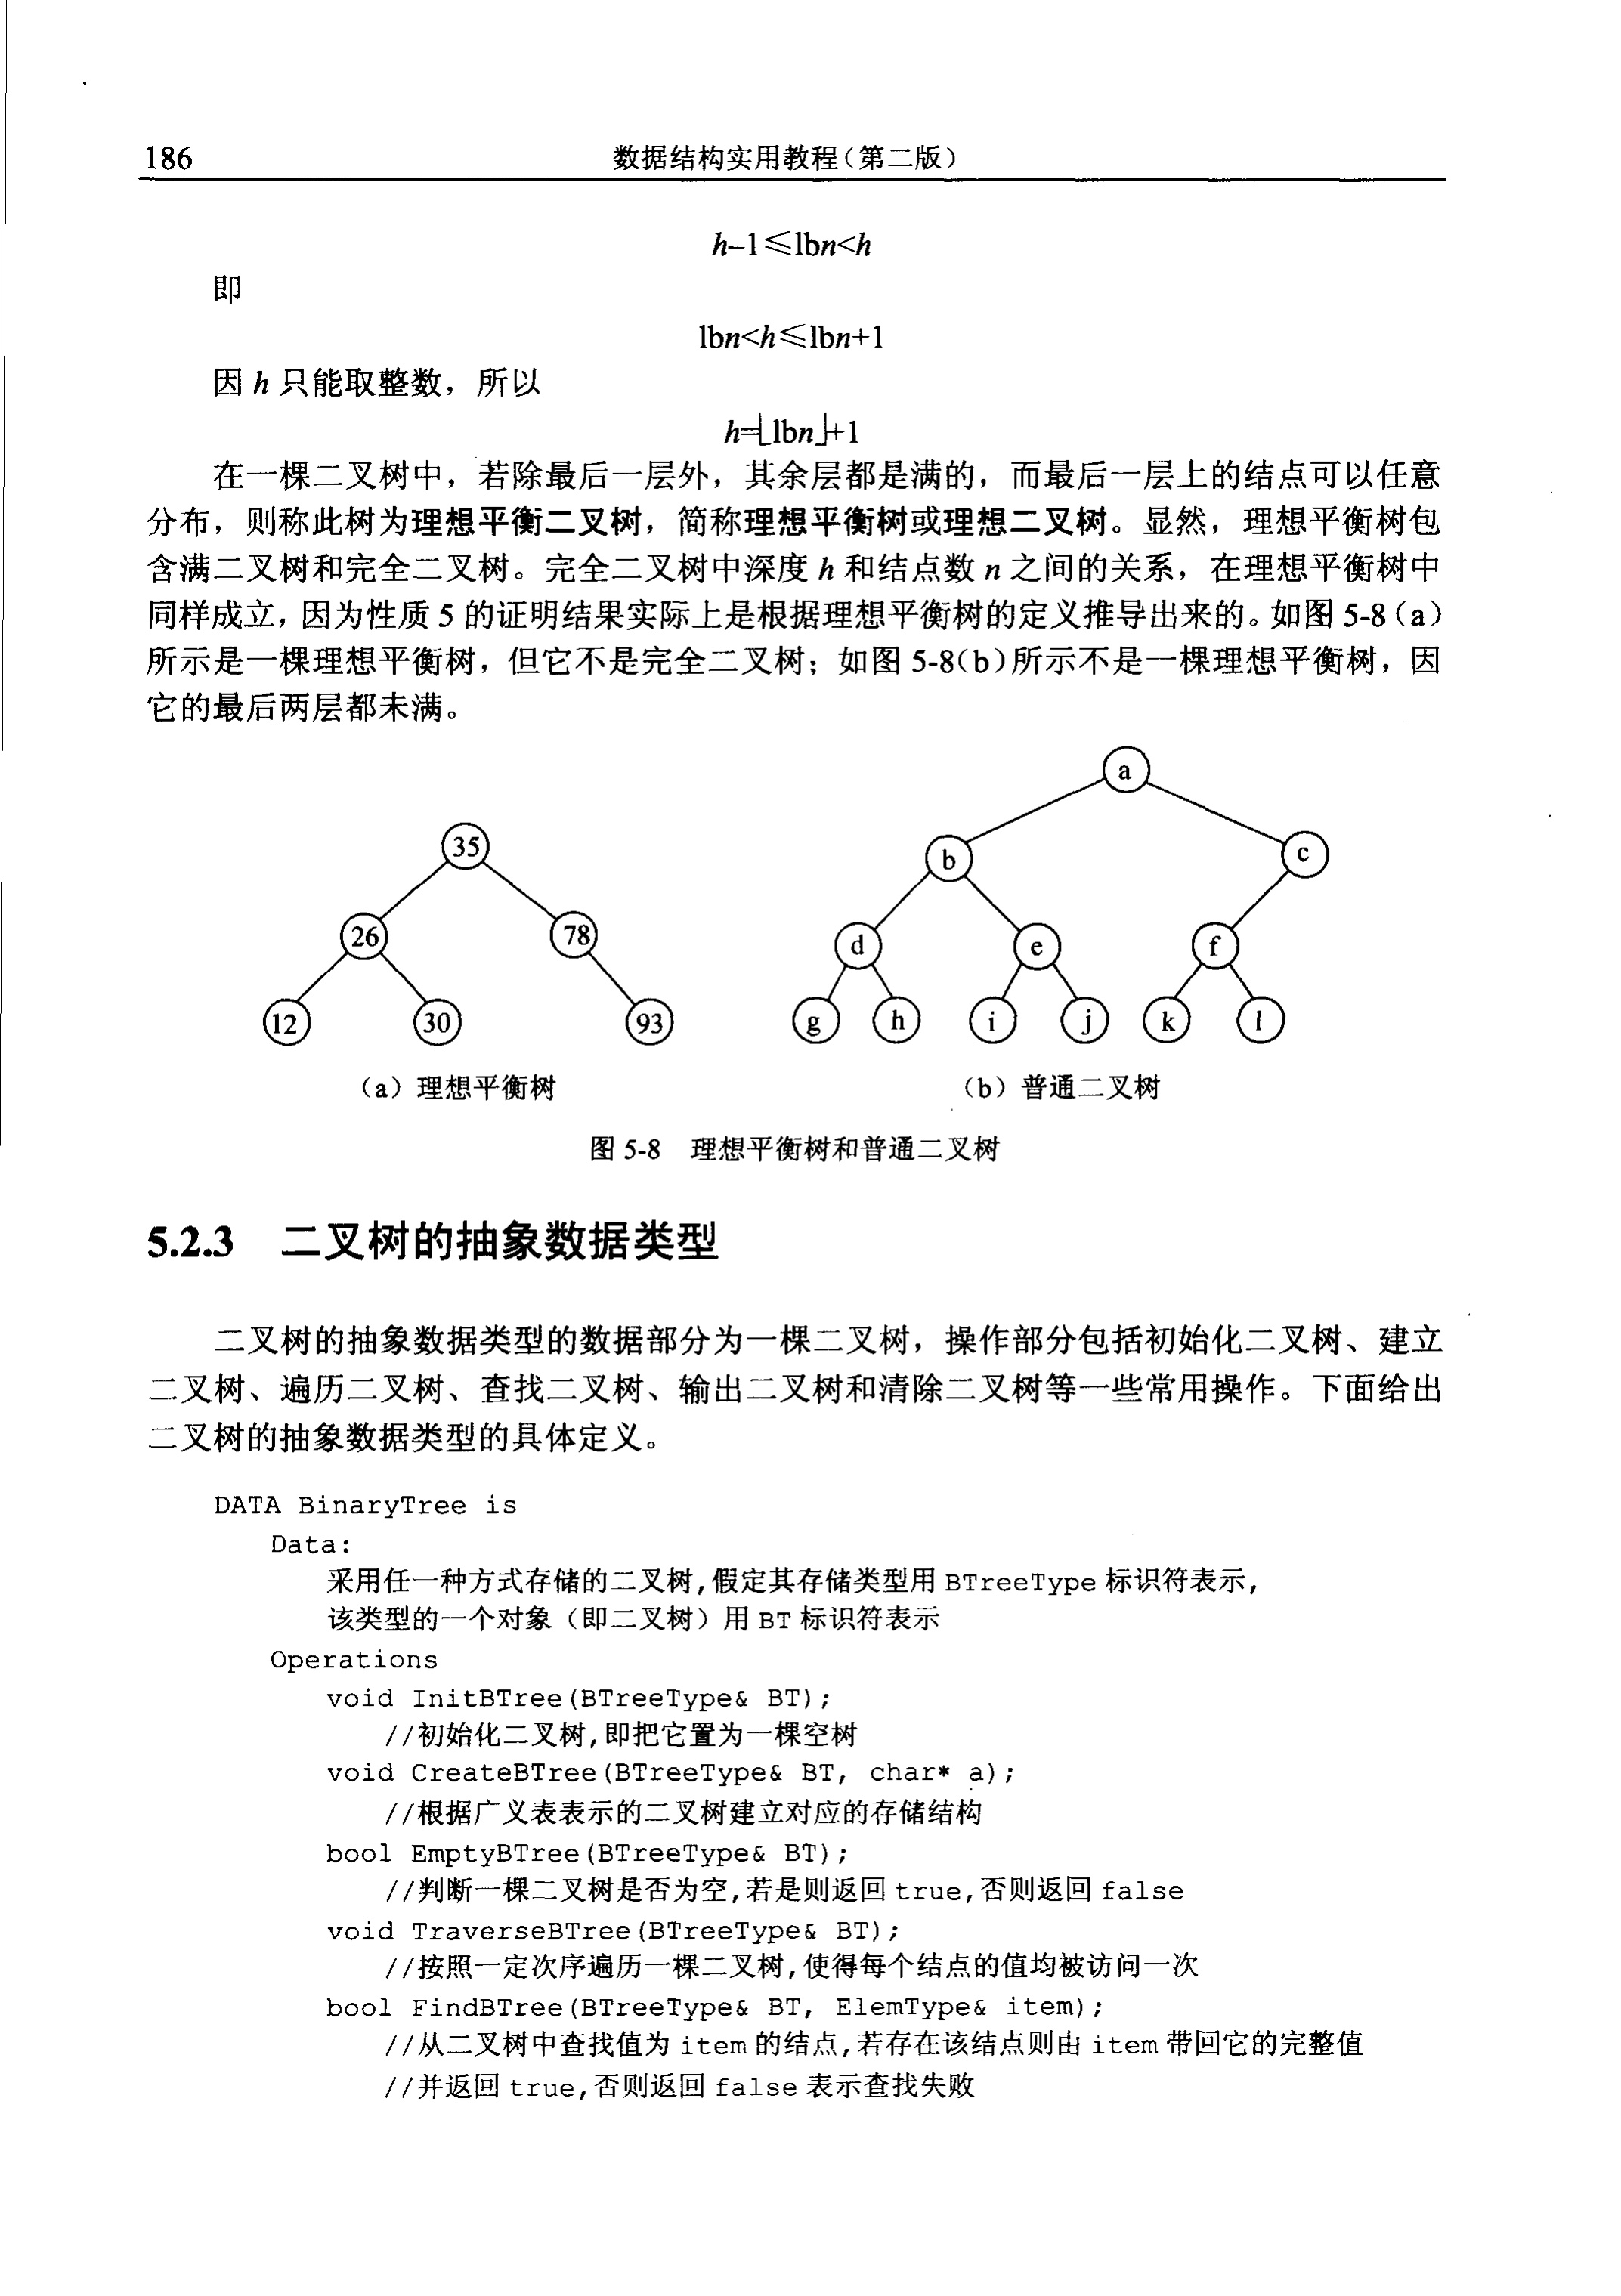 186 数据结构实用教程（第二版）
h–1≤lbn<h
即
lbn<h≤lbn+1
因 h 只能取整数，所以
h=⌊lbn⌋+1
在一棵二叉树中，若除最后一层外，其余层都是满的，而最后一层上的结点可以任意
分布，则称此树为理想平衡二叉树，简称理想平衡树或理想二叉树。显然，理想平衡树包
含满二叉树和完全二叉树。完全二叉树中深度 h 和结点数 n 之间的关系，在理想平衡树中
同样成立，因为性质 5 的证明结果实际上是根据理想平衡树的定义推导出来的。如图 5-8（a）
所示是一棵理想平衡树，但它不是完全二叉树；如图 5-8（b）所示不是一棵理想平衡树，因
它的最后两层都未满。
35
26 78
12 30 93
a
b c
d e f
g h i j k l
（a）理想平衡树
（b）普通二叉树
图 5-8 理想平衡树和普通二叉树
5.2.3 二叉树的抽象数据类型
二叉树的抽象数据类型的数据部分为一棵二叉树，操作部分包括初始化二叉树、建立
二叉树、遍历二叉树、查找二叉树、输出二叉树和清除二叉树等一些常用操作。下面给出
二叉树的抽象数据类型的具体定义。
DATA BinaryTree is
Data:
采用任一种方式存储的二叉树,假定其存储类型用 BTreeType 标识符表示,
该类型的一个对象（即二叉树）用 BT 标识符表示
Operations
void InitBTree(BTreeType& BT);
//初始化二叉树,即把它置为一棵空树
void CreateBTree(BTreeType& BT, char* a);
//根据广义表表示的二叉树建立对应的存储结构
bool EmptyBTree(BTreeType& BT);
//判断一棵二叉树是否为空,若是则返回 true,否则返回 false
void TraverseBTree(BTreeType& BT);
//按照一定次序遍历一棵二叉树,使得每个结点的值均被访问一次
bool FindBTree(BTreeType& BT, ElemType& item);
//从二叉树中查找值为 item 的结点,若存在该结点则由 item 带回它的完整值
//并返回 true,否则返回 false 表示查找失败